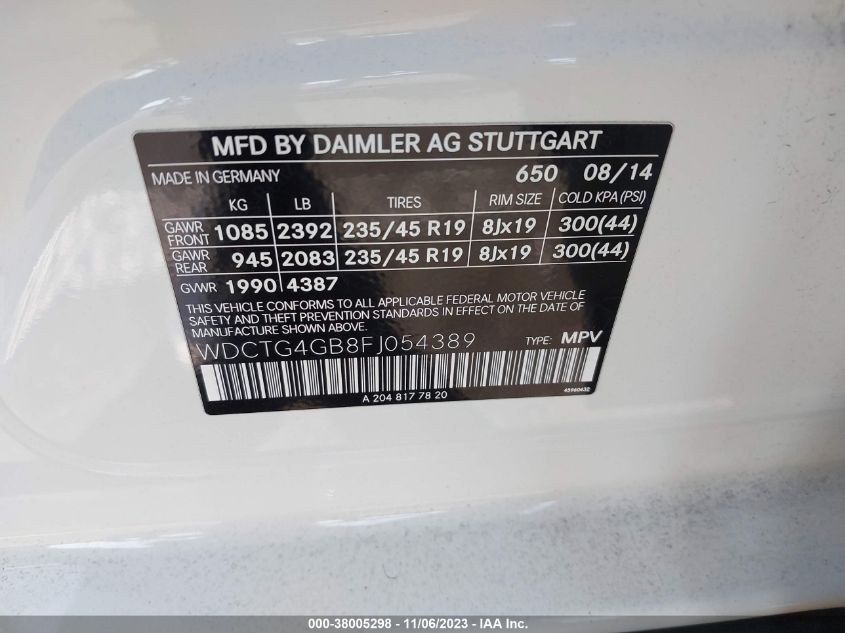 MFD BY DAIMLER AG STUTTGART
MADE IN GERMANY 650 08/14
KG LB TIRES RIM SIZE COLD KPA (PSI)
GAWR FRONT 1085 2392 235/45 R19 8Jx19 300(44)
GAWR REAR 945 2083 235/45 R19 8Jx19 300(44)
GVWR 1990 4387
THIS VEHICLE CONFORMS TO ALL APPLICABLE FEDERAL MOTOR VEHICLE
SAFETY AND THEFT PREVENTION STANDARDS IN EFFECT ON THE DATE OF
MANUFACTURE SHOWN ABOVE.
WDCTG4GB8FJ054389 TYPE: MPV
A 204 817 78 20 45960432
000-38005298 - 11/06/2023 - IAA Inc.